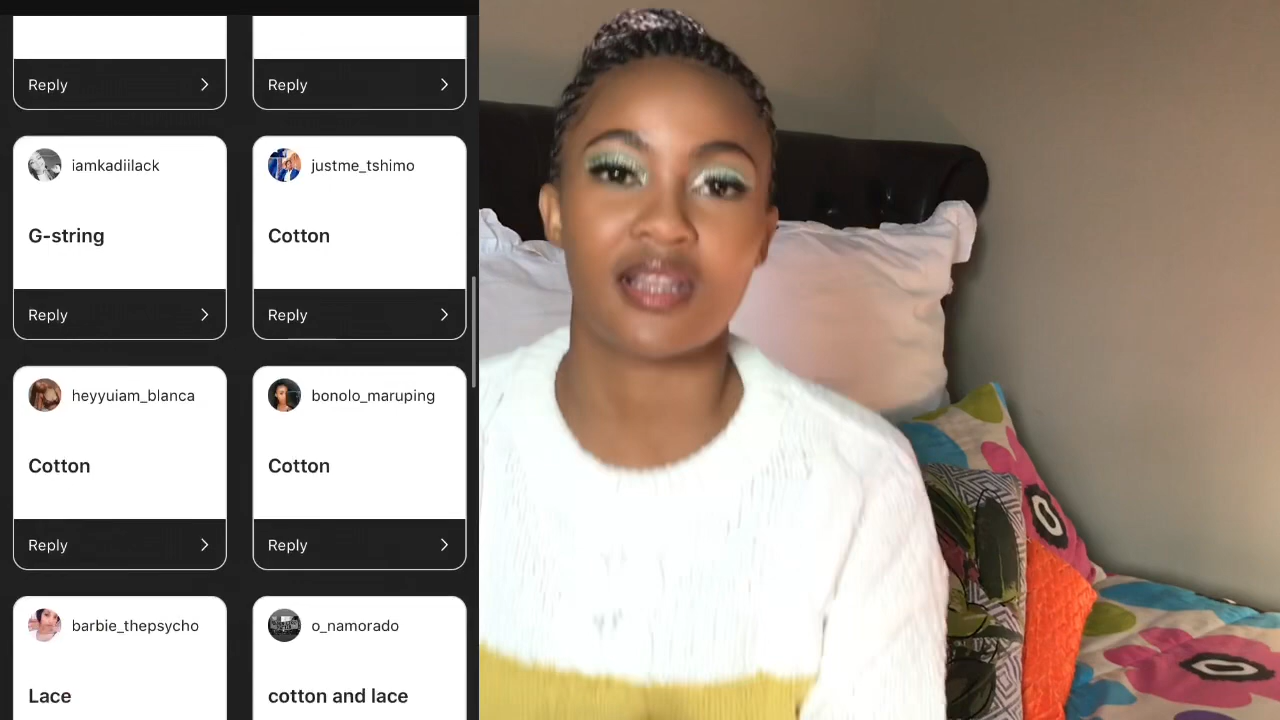 Reply
Reply
iamkadiilack
justme_tshimo
G-string
Cotton
Reply
Reply
heyyuiam_blanca
bonolo_maruping
Cotton
Cotton
Reply
Reply
barbie_thepsycho
o_namorado
Lace
cotton and lace